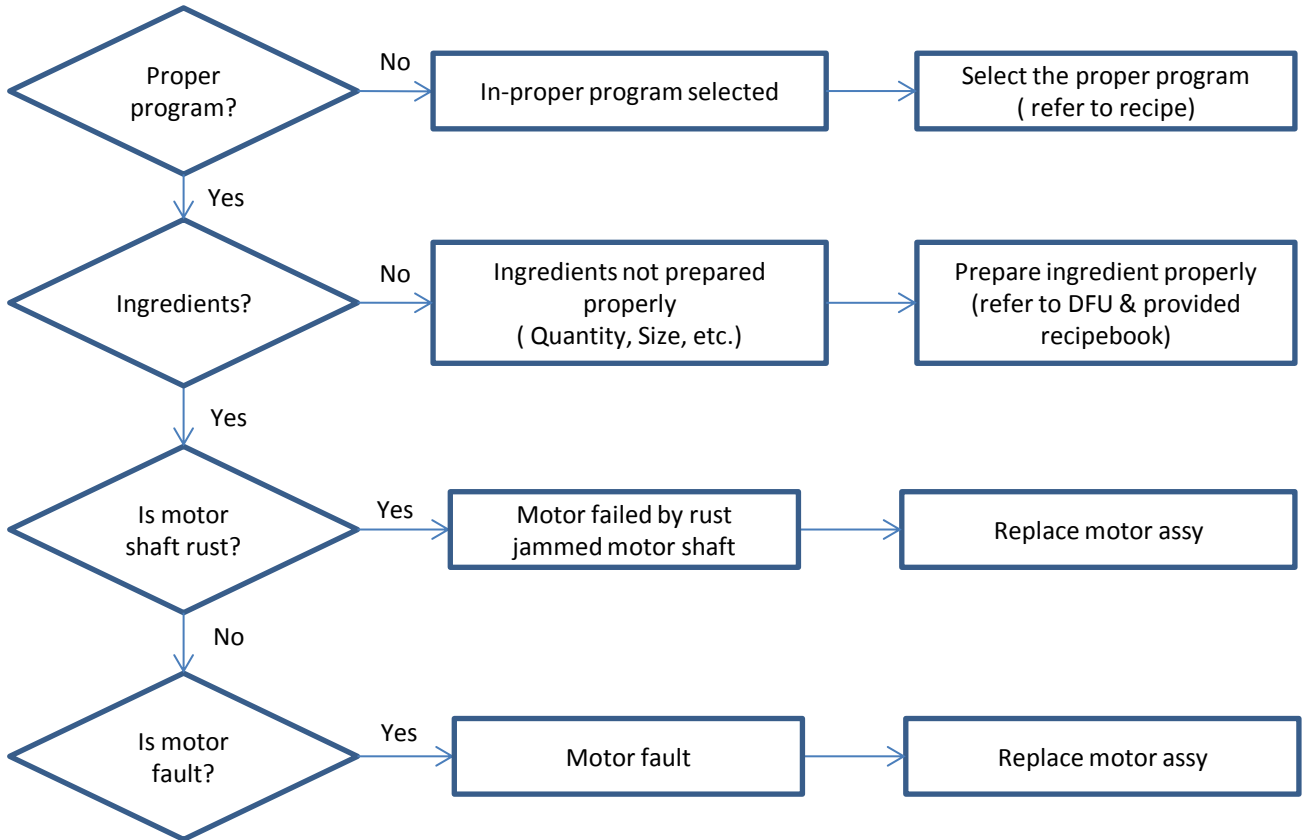 Proper
program?
No
In-proper program selected
Select the proper program
( refer to recipe)
Yes
Ingredients?
No
Ingredients not prepared
properly
( Quantity, Size, etc.)
Prepare ingredient properly
(refer to DFU & provided
recipebook)
Yes
Is motor
shaft rust?
Yes
Motor failed by rust
jammed motor shaft
Replace motor assy
No
Is motor
fault?
Yes
Motor fault
Replace motor assy